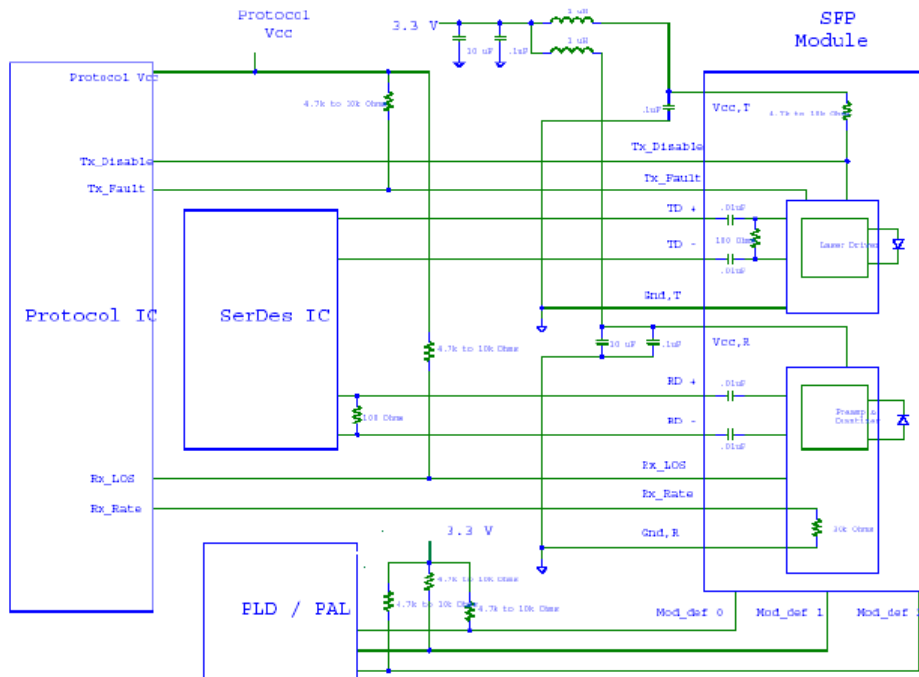 Protocol
Vcc
3.3 V
1 uH
1 uH
10 uF
.1uF
SFP
Module
Protocol Vcc
4.7k to 10k Ohms
.1uF
Vcc,T
Tx_Disable
Tx_Disable
Tx_Fault
Tx_Fault
TD +
.01uF
100 Ohms
TD -
.01uF
Laser Driver
Gnd,T
Protocol IC
SerDes IC
4.7k to 10k Ohms
10 uF
.1uF
Vcc,R
RD +
.01uF
100 Ohms
RD -
.01uF
Rx_LOS
Rx_LOS
Rx_Rate
Rx_Rate
30k Ohms
Gnd,R
3.3 V
4.7k to 10k Ohms
4.7k to 10k Ohms
4.7k to 10k Ohms
PLD / PAL
Mod_def 0
Mod_def 1
Mod_def